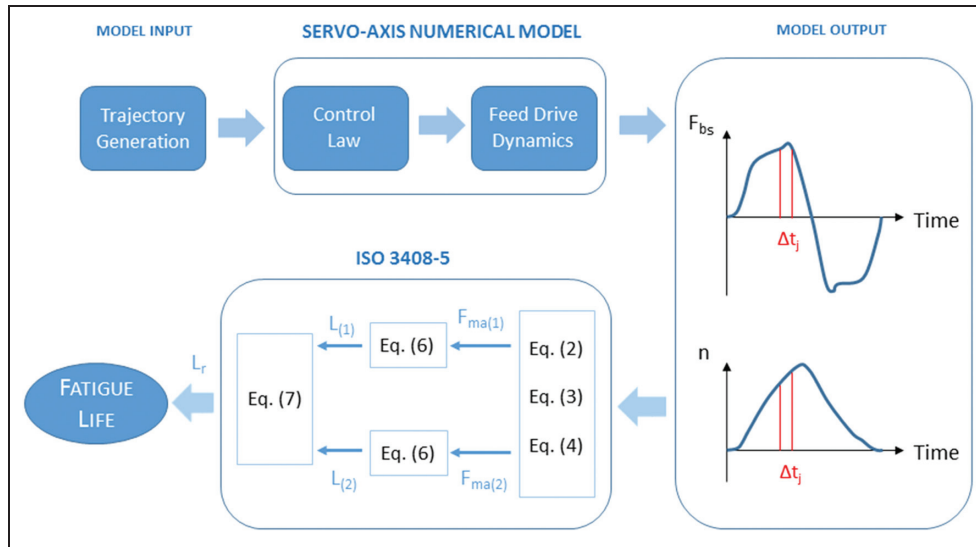 MODEL INPUT
SERVO-AXIS NUMERICAL MODEL
MODEL OUTPUT
Trajectory
Generation
Control
Law
Feed Drive
Dynamics
F_bs
Time
Δt_j
n
Time
Δt_j
ISO 3408-5
Eq. (2)
Eq. (3)
Eq. (4)
F_ma(1)
Eq. (6)
L_(1)
F_ma(2)
Eq. (6)
L_(2)
Eq. (7)
L_r
FATIGUE
LIFE